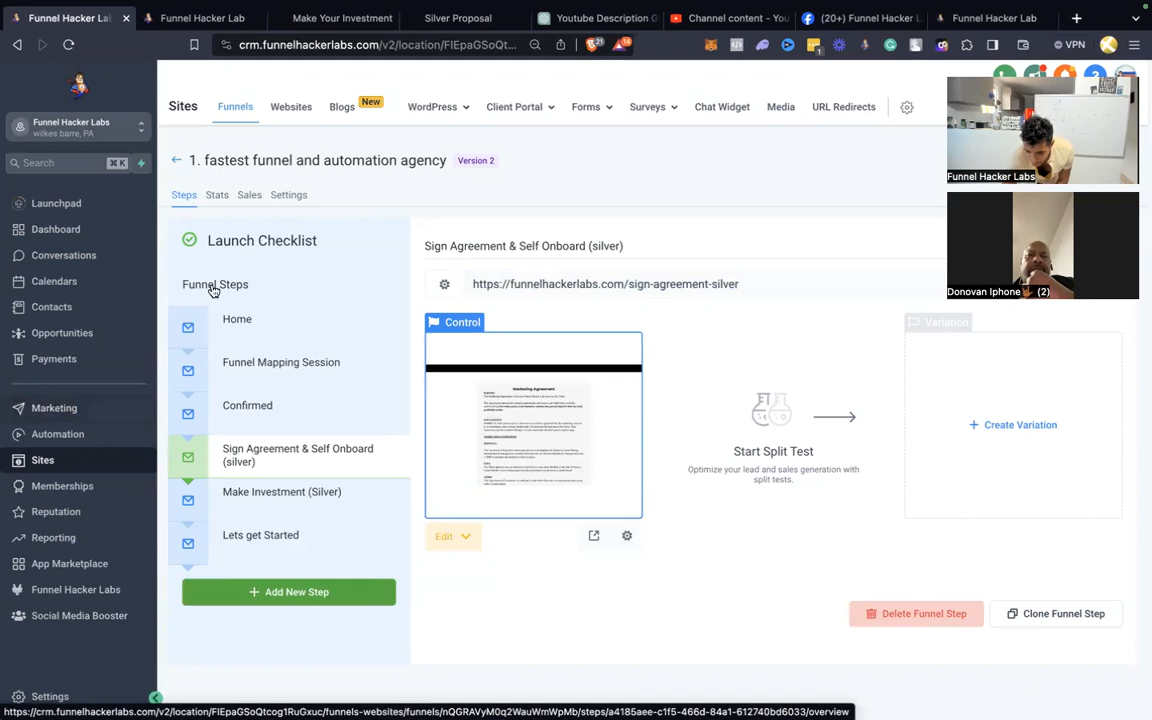 Funnel Hacker La
Funnel Hacker Lab
Make Your Investment
Silver Proposal
Youtube Description G
Channel content - You
(20+) Funnel Hacker L
Funnel Hacker Lab
crm.funnelhackerlabs.com/v2/location/FIEpaGSoQt...
21
VPN
Funnel Hacker Labs
wilkes barre, PA
Search
⌘ K
Launchpad
Dashboard
Conversations
Calendars
Contacts
Opportunities
Payments
Marketing
Automation
Sites
Memberships
Reputation
Reporting
App Marketplace
Funnel Hacker Labs
Social Media Booster
Settings
Sites
Funnels
Websites
Blogs
New
WordPress
Client Portal
Forms
Surveys
Chat Widget
Media
URL Redirects
1. fastest funnel and automation agency
Version 2
Steps
Stats
Sales
Settings
Launch Checklist
Funnel Steps
Home
Funnel Mapping Session
Confirmed
Sign Agreement & Self Onboard
(silver)
Make Investment (Silver)
Lets get Started
+ Add New Step
Sign Agreement & Self Onboard (silver)
https://funnelhackerlabs.com/sign-agreement-silver
Control
Marketing Agreement
Edit
Start Split Test
Optimize your lead and sales generation with
split tests.
Variation
+ Create Variation
Delete Funnel Step
Clone Funnel Step
Funnel Hacker Labs
Donovan Iphone
(2)
https://crm.funnelhackerlabs.com/v2/location/FIEpaGSoQtcog1RuGxuc/funnels-websites/funnels/nQGRAVyM0q2WauWmWpMb/steps/a4185aee-c1f5-466d-84a1-612740bd6033/overview